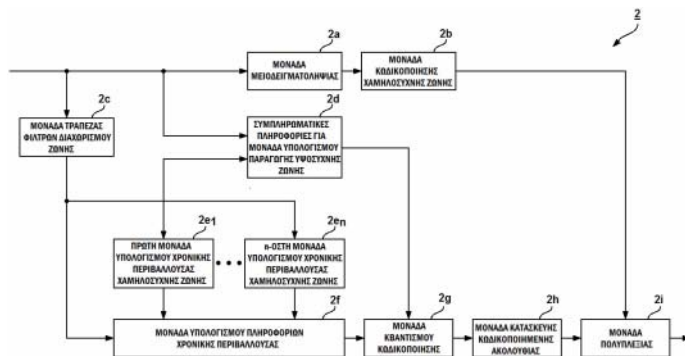 2
2a
ΜΟΝΑΔΑ
ΜΕΙΟΔΕΙΓΜΑΤΟΛΗΨΙΑΣ
2b
ΜΟΝΑΔΑ
ΚΩΔΙΚΟΠΟΙΗΣΗΣ
ΧΑΜΗΛΟΣΥΧΝΗΣ ΖΩΝΗΣ
2c
ΜΟΝΑΔΑ ΤΡΑΠΕΖΑΣ
ΦΙΛΤΡΩΝ ΔΙΑΧΩΡΙΣΜΟΥ
ΖΩΝΗΣ
2d
ΣΥΜΠΛΗΡΩΜΑΤΙΚΕΣ
ΠΛΗΡΟΦΟΡΙΕΣ ΓΙΑ
ΜΟΝΑΔΑ ΥΠΟΛΟΓΙΣΜΟΥ
ΠΑΡΑΓΩΓΗΣ ΥΨΟΣΥΧΝΗΣ
ΖΩΝΗΣ
2e1
ΠΡΩΤΗ ΜΟΝΑΔΑ
ΥΠΟΛΟΓΙΣΜΟΥ ΧΡΟΝΙΚΗΣ
ΠΕΡΙΒΑΛΛΟΥΣΑΣ
ΧΑΜΗΛΟΣΥΧΝΗΣ ΖΩΝΗΣ
2en
n-ΟΣΤΗ ΜΟΝΑΔΑ
ΥΠΟΛΟΓΙΣΜΟΥ ΧΡΟΝΙΚΗΣ
ΠΕΡΙΒΑΛΛΟΥΣΑΣ
ΧΑΜΗΛΟΣΥΧΝΗΣ ΖΩΝΗΣ
2f
ΜΟΝΑΔΑ ΥΠΟΛΟΓΙΣΜΟΥ ΠΛΗΡΟΦΟΡΙΩΝ
ΧΡΟΝΙΚΗΣ ΠΕΡΙΒΑΛΛΟΥΣΑΣ
2g
ΜΟΝΑΔΑ
ΚΒΑΝΤΙΣΜΟΥ
ΚΩΔΙΚΟΠΟΙΗΣΗΣ
2h
ΜΟΝΑΔΑ ΚΑΤΑΣΚΕΥΗΣ
ΚΩΔΙΚΟΠΟΙΗΜΕΝΗΣ
ΑΚΟΛΟΥΘΙΑΣ
2i
ΜΟΝΑΔΑ
ΠΟΛΥΠΛΕΞΙΑΣ